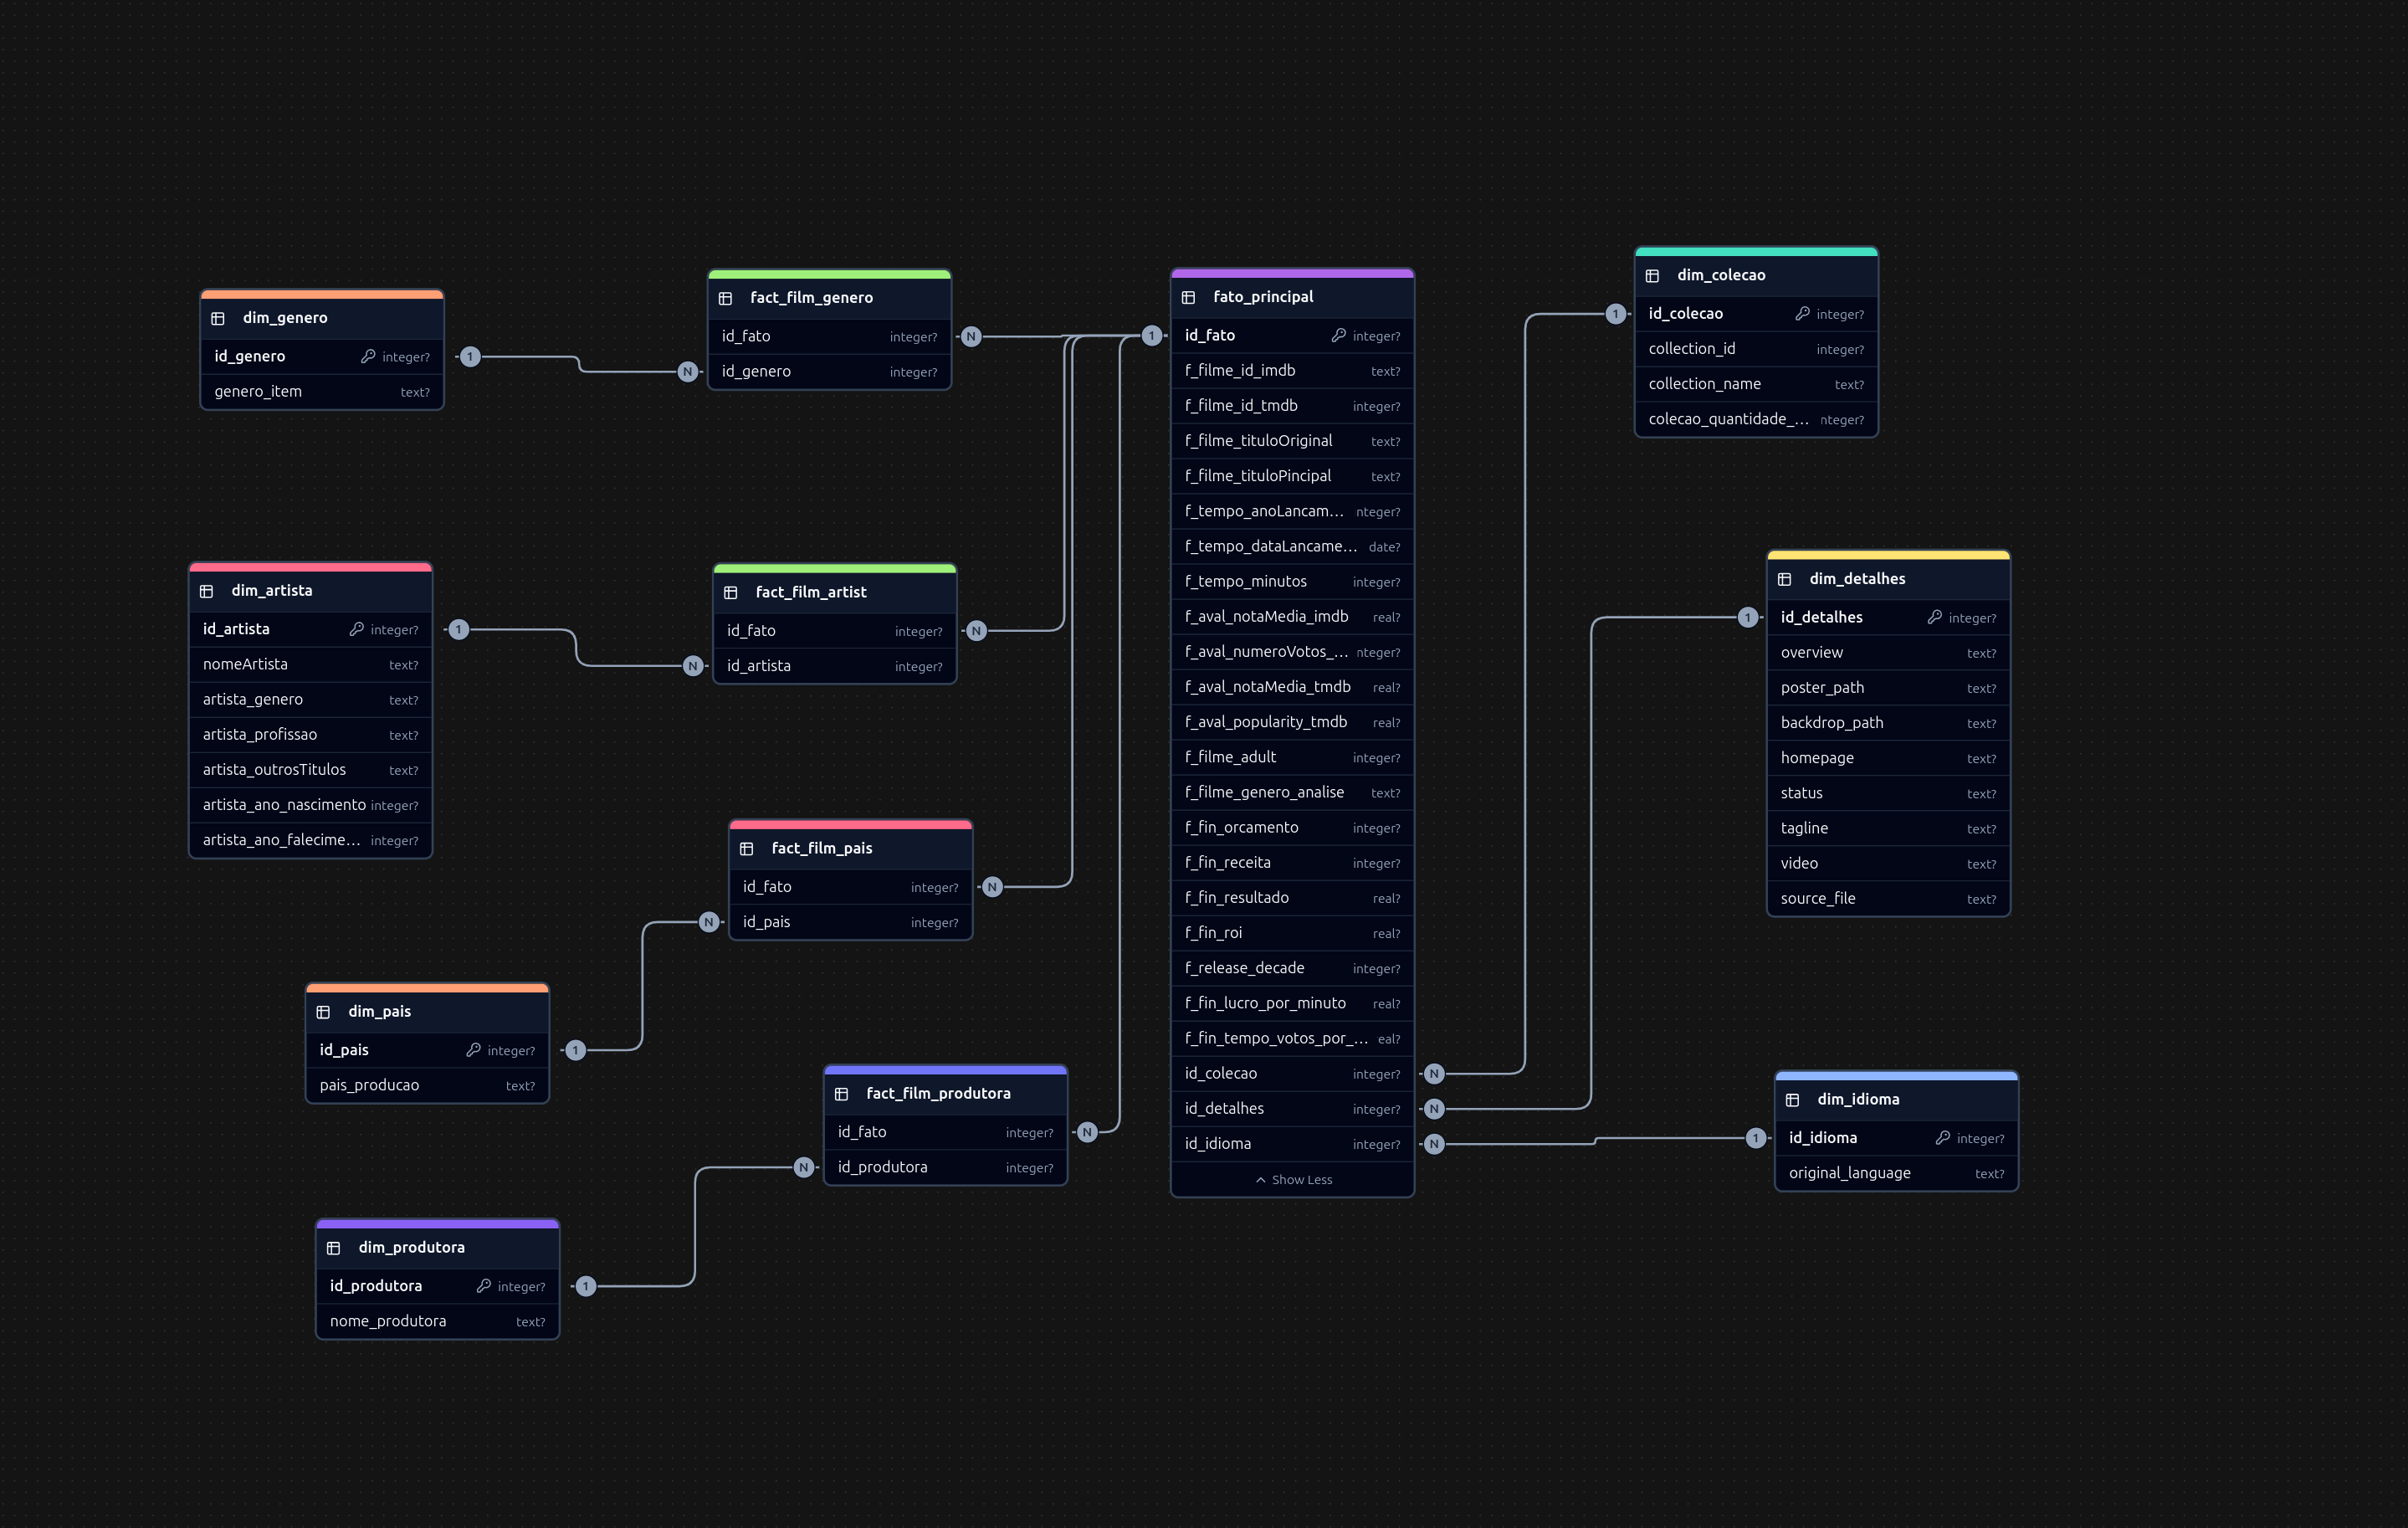 dim_genero
id_genero integer?
genero_item text?
fact_film_genero
id_fato integer?
id_genero integer?
1
N
N
1
fato_principal
id_fato integer?
f_filme_id_imdb text?
f_filme_id_tmdb integer?
f_filme_tituloOriginal text?
f_filme_tituloPincipal text?
f_tempo_anoLancam... nteger?
f_tempo_dataLancame... date?
f_tempo_minutos integer?
f_aval_notaMedia_imdb real?
f_aval_numeroVotos_... nteger?
f_aval_notaMedia_tmdb real?
f_aval_popularity_tmdb real?
f_filme_adult integer?
f_filme_genero_analise text?
f_fin_orcamento integer?
f_fin_receita integer?
f_fin_resultado real?
f_fin_roi real?
f_release_decade integer?
f_fin_lucro_por_minuto real?
f_fin_tempo_votos_por_... eal?
id_colecao integer?
id_detalhes integer?
id_idioma integer?
Show Less
N
N
N
dim_colecao
id_colecao integer?
collection_id integer?
collection_name text?
colecao_quantidade_... nteger?
1
dim_artista
id_artista integer?
nomeArtista text?
artista_genero text?
artista_profissao text?
artista_outrosTitulos text?
artista_ano_nascimento integer?
artista_ano_falecime... integer?
1
N
fact_film_artist
id_fato integer?
id_artista integer?
N
dim_detalhes
id_detalhes integer?
overview text?
poster_path text?
backdrop_path text?
homepage text?
status text?
tagline text?
video text?
source_file text?
1
fact_film_pais
id_fato integer?
id_pais integer?
N
N
dim_pais
id_pais integer?
pais_producao text?
1
fact_film_produtora
id_fato integer?
id_produtora integer?
N
N
dim_idioma
id_idioma integer?
original_language text?
1
dim_produtora
id_produtora integer?
nome_produtora text?
1